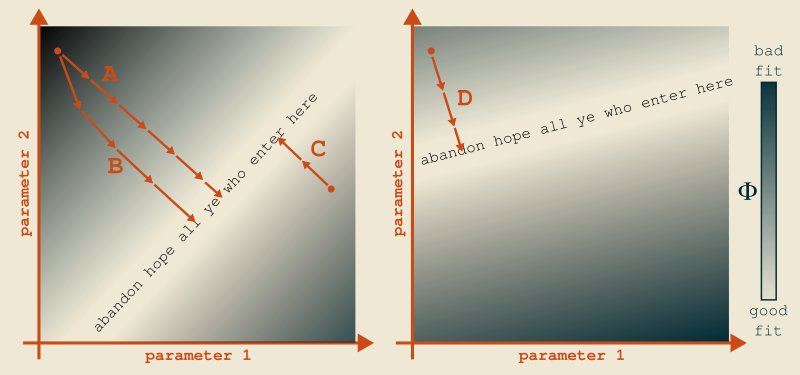 A
B
C
abandon hope all ye who enter here
parameter 2
parameter 1
D
abandon hope all ye who enter here
parameter 2
parameter 1
bad
fit
Φ
good
fit